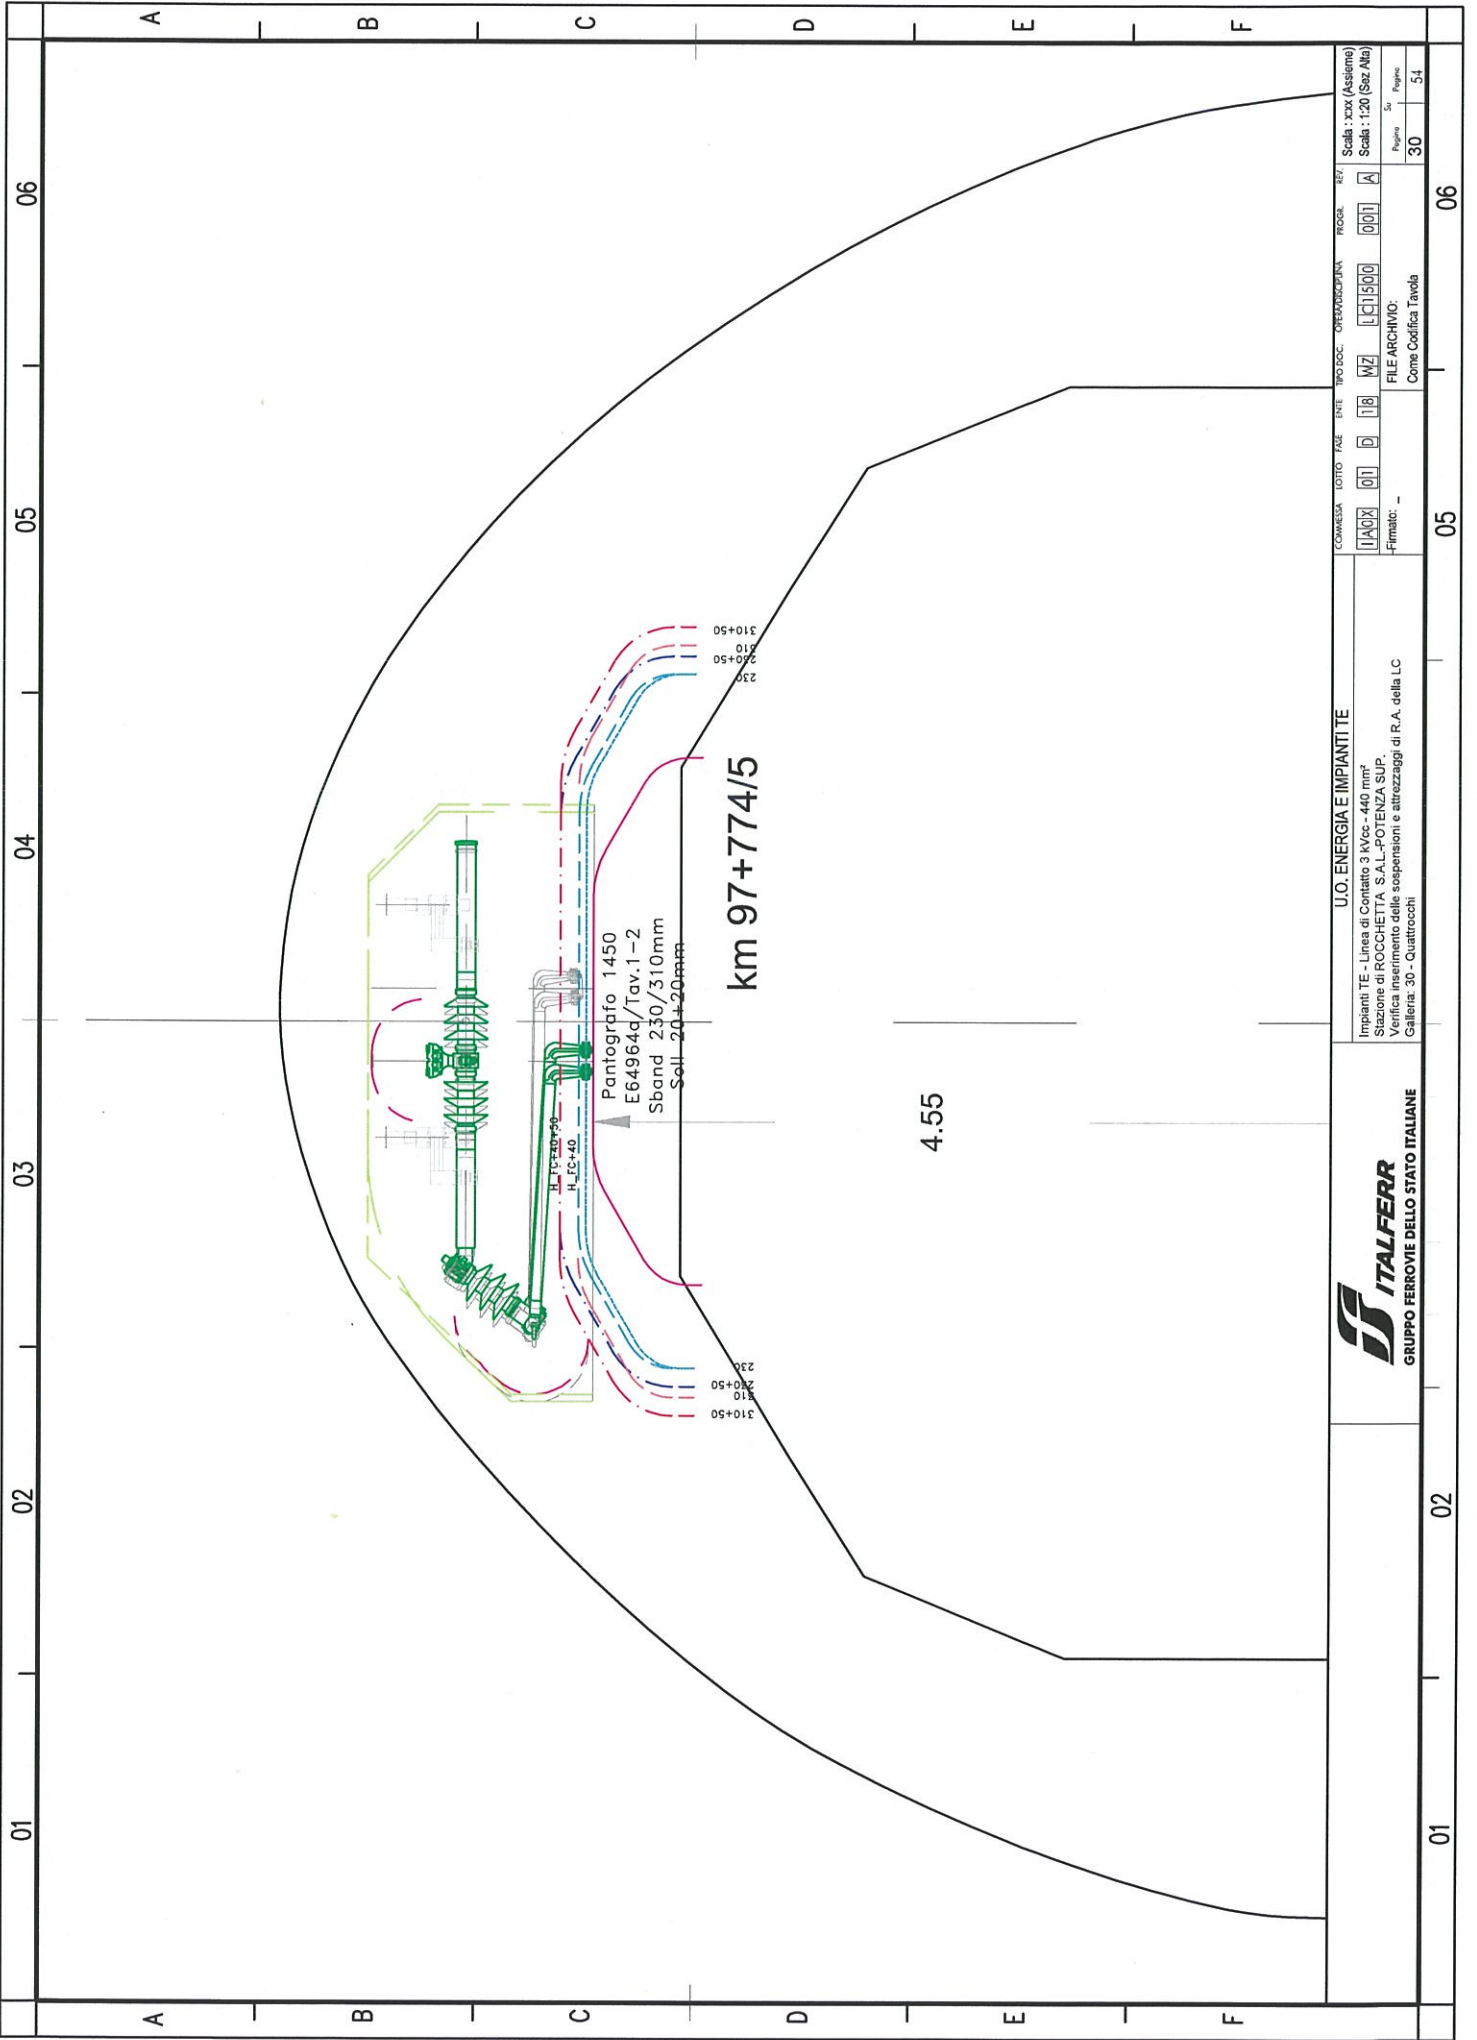 01
02
03
04
05
06
A
B
C
D
E
F
A
B
C
D
E
F
Pantografo 1450
E64964a/Tav.1-2
Sband 230/310mm
Soll 20+20mm
H_FC+40+50
H_FC+40
310+50
310
230+50
230
230
230+50
310
310+50
km 97+774/5
4.55
ITALFERR
GRUPPO FERROVIE DELLO STATO ITALIANE
U.O. ENERGIA E IMPIANTI TE
Impianti TE - Linea di Contatto 3 kVcc - 440 mm²
Stazione di ROCCHETTA S.A.L.-POTENZA SUP.
Verifica inserimento delle sospensioni e attrezzaggi di R.A. della LC
Galleria: 30 - Quattrocchi
COMMESSA LOTTO FASE ENTE TIPO DOC. OPERA/DISCIPLINA PROGR. REV.
IA0X 01 D 18 WZ LC1500 001 A
Firmato: _
FILE ARCHIVIO:
Come Codifica Tavola
Scala : xxx (Assieme)
Scala : 1:20 (Sez Alta)
Pagina Su Pagine
30 54
01
02
05
06